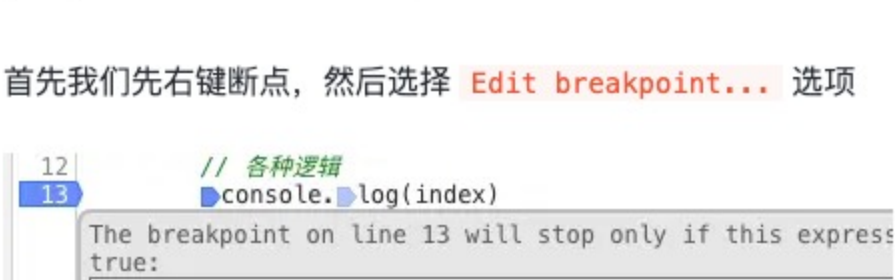 首先我们先右键断点，然后选择 Edit breakpoint... 选项
12 // 各种逻辑
13 console.log(index)
The breakpoint on line 13 will stop only if this express
true: